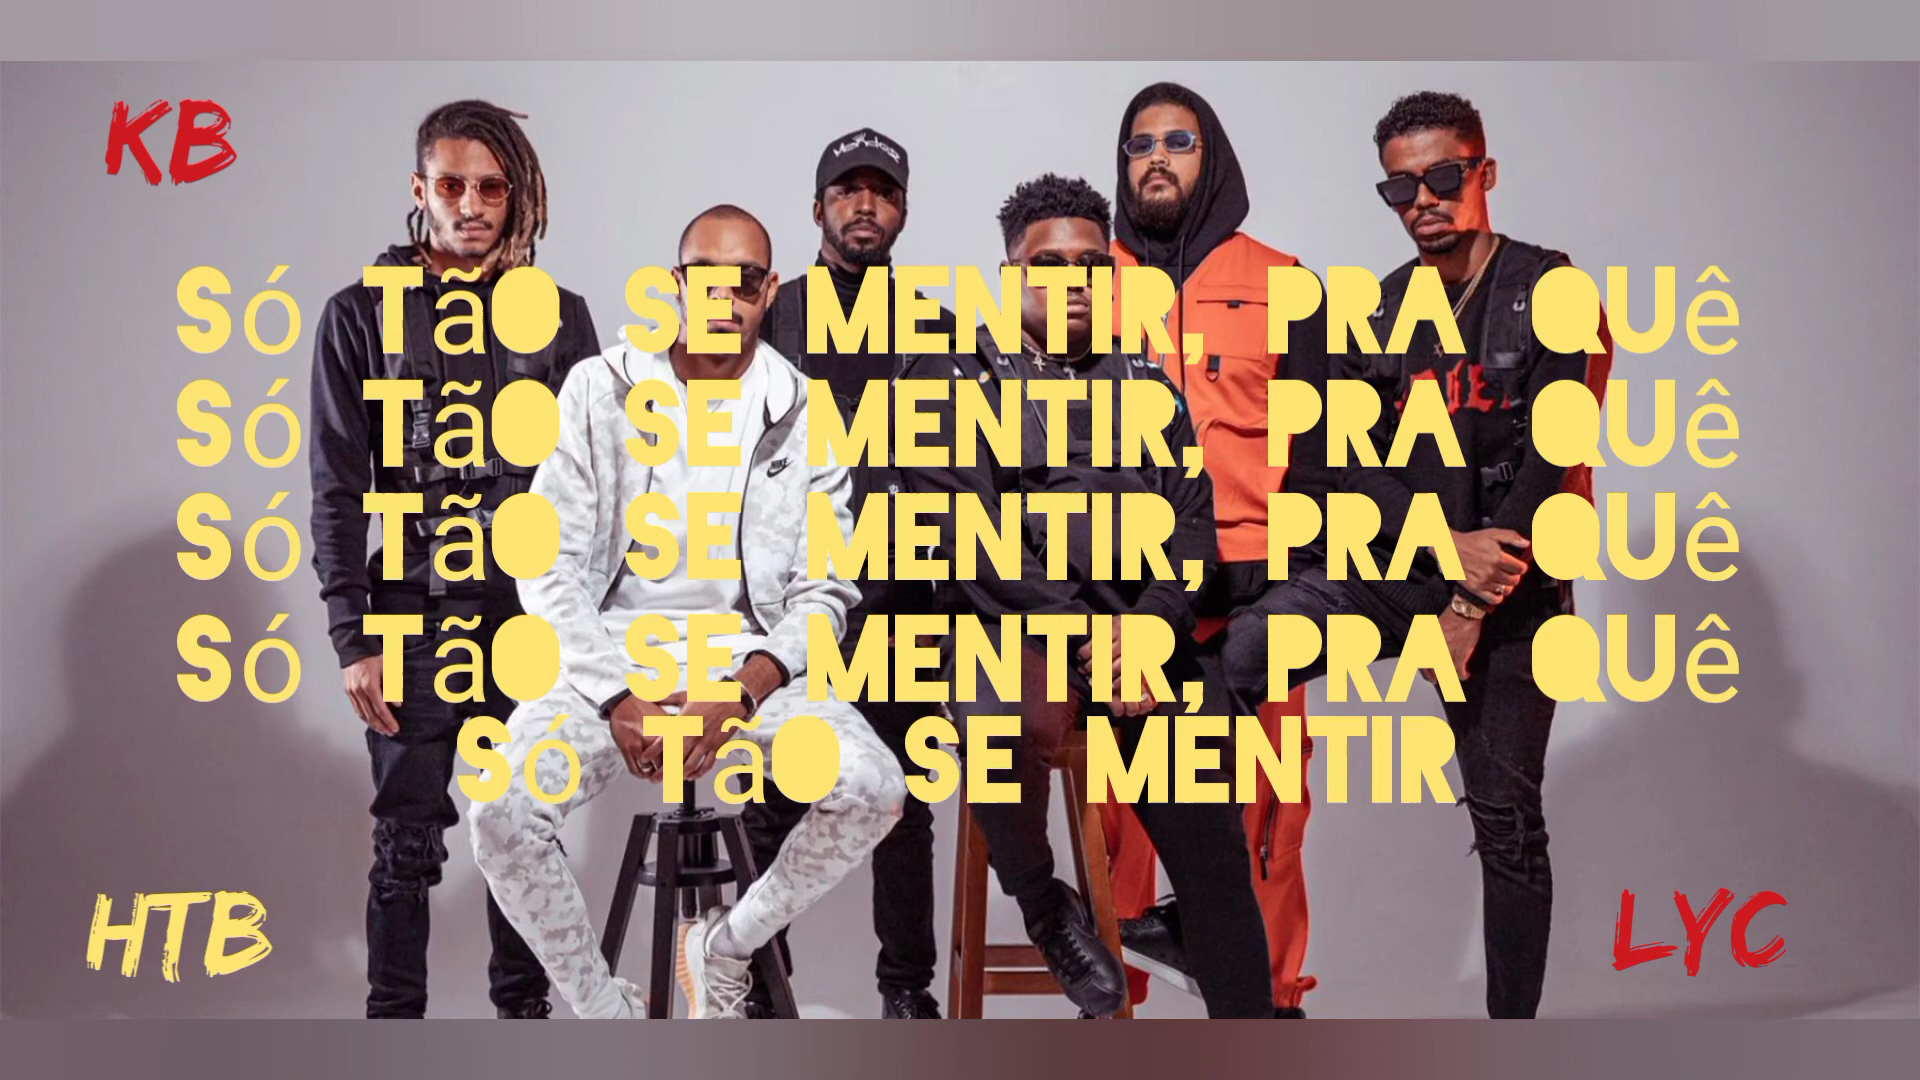 KB
Só TãO SE MENTIR, PRA QUê
Só TãO SE MENTIR, PRA QUê
Só TãO SE MENTIR, PRA QUê
Só TãO SE MENTIR, PRA QUê
Só TãO SE MENTIR
HTB
LYC
NIKE